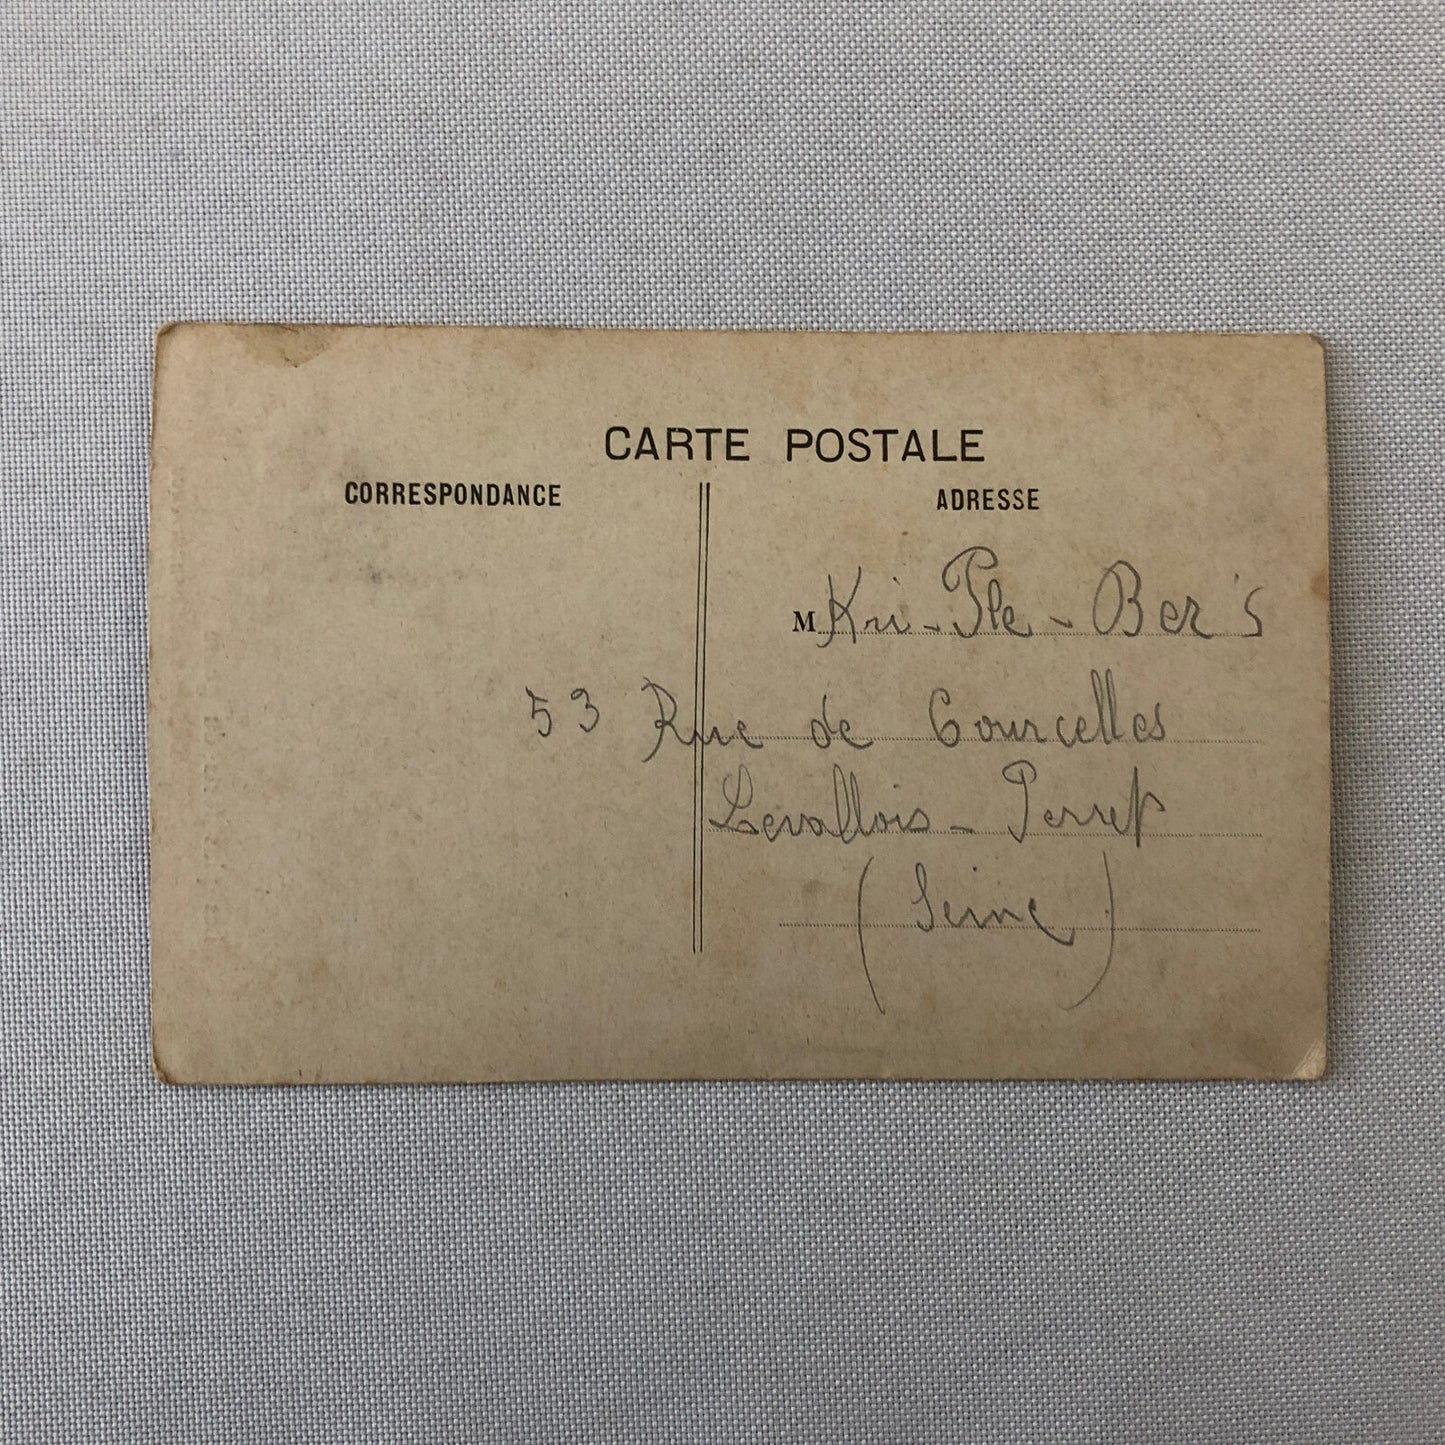 CARTE POSTALE
CORRESPONDANCE
ADRESSE
M Kri-Ple-Ber's
53 Rue de Courcelles
Levallois-Perret
(Seine)